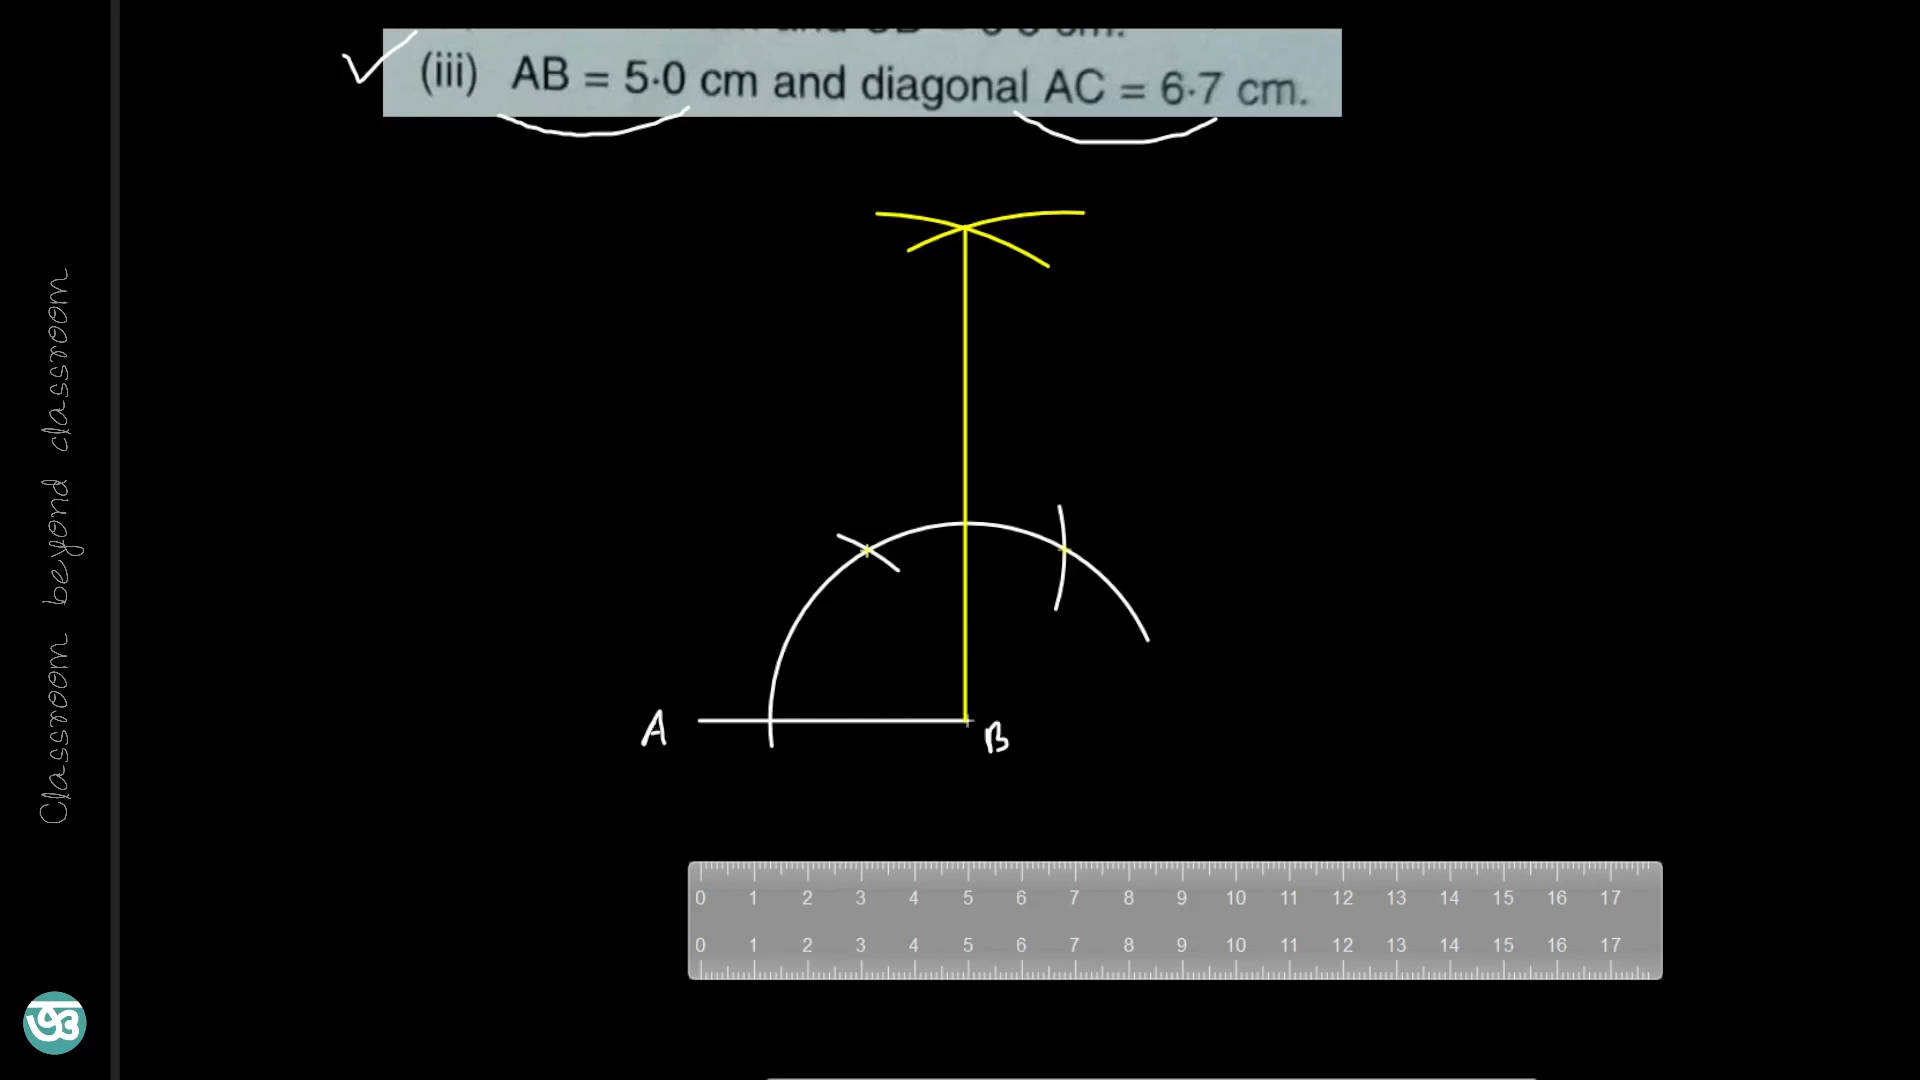 (iii) AB = 5·0 cm and diagonal AC = 6·7 cm.
A
B
0 1 2 3 4 5 6 7 8 9 10 11 12 13 14 15 16 17
0 1 2 3 4 5 6 7 8 9 10 11 12 13 14 15 16 17
Classroom beyond classroom